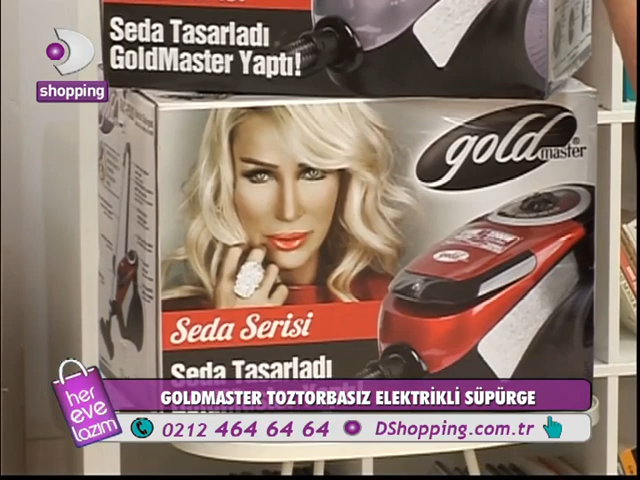 Seda Tasarladı
GoldMaster Yaptı!
D
shopping
gold
master
gold
Seda Serisi
Seda Tasarladı
her
eve
lazım
GOLDMASTER TOZTORBASIZ ELEKTRİKLİ SÜPÜRGE
0212 464 64 64
DShopping.com.tr